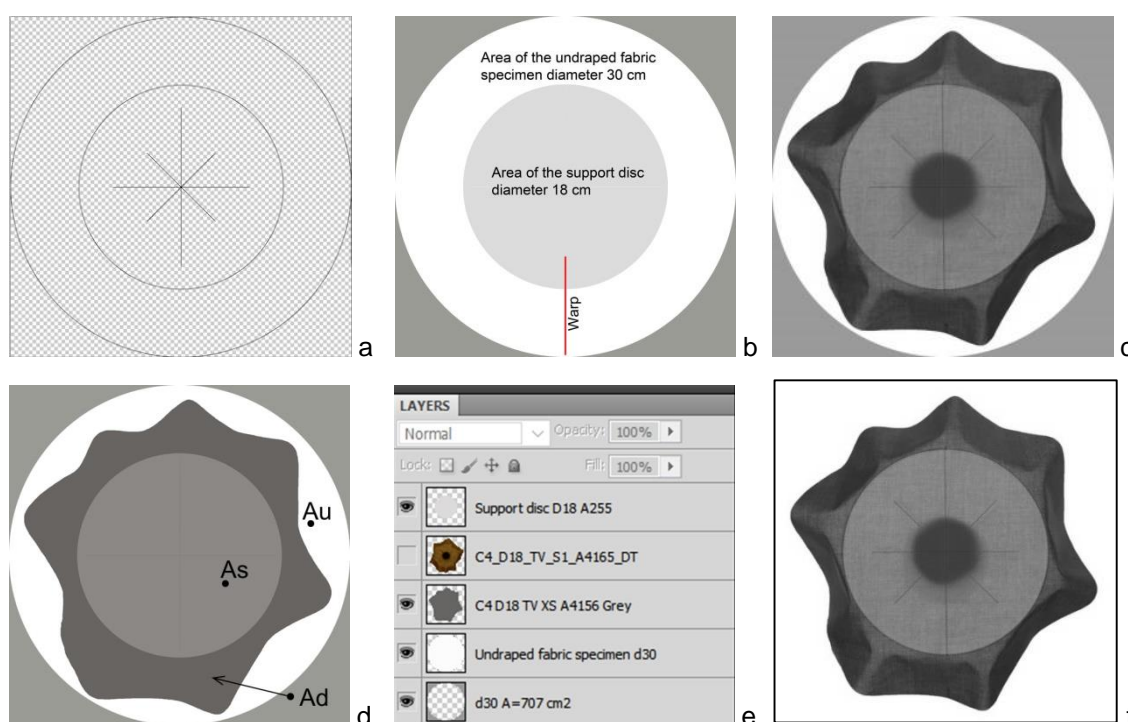 a
Area of the undraped fabric
specimen diameter 30 cm
Area of the support disc
diameter 18 cm
Warp
b
c
Au
As
Ad
d
LAYERS
Normal
Opacity: 100%
Lock:
Fill: 100%
Support disc D18 A255
C4_D18_TV_S1_A4165_DT
C4 D18 TV XS A4156 Grey
Undraped fabric specimen d30
d30 A=707 cm2
e